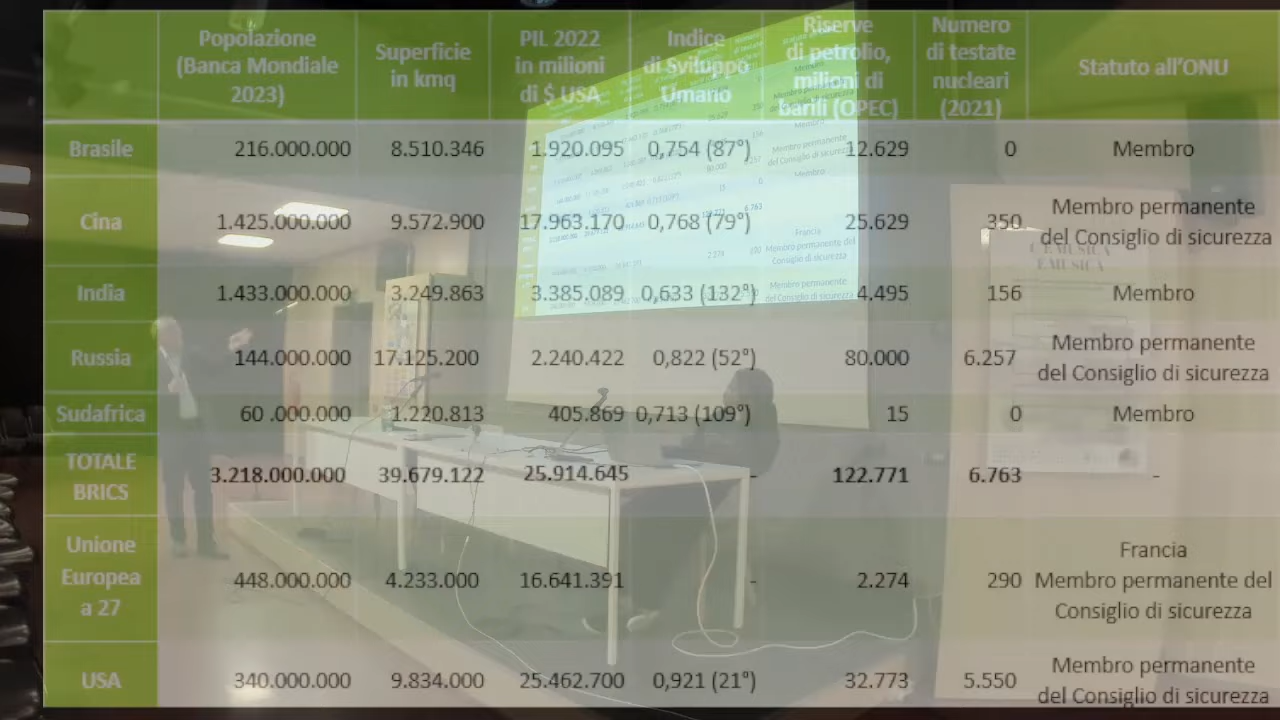 Popolazione
(Banca Mondiale
2023)
Superficie
in kmq
PIL 2022
in milioni
di $ USA
Indice
di Sviluppo
Umano
Riserve
di petrolio,
milioni di
barili (OPEC)
Numero
di testate
nucleari
(2021)
Statuto all'ONU
Brasile 216.000.000 8.510.346 1.920.095 0,754 (87°) 12.629 0 Membro
Cina 1.425.000.000 9.572.900 17.963.170 0,768 (79°) 25.629 350 Membro permanente
del Consiglio di sicurezza
India 1.433.000.000 3.249.863 3.385.089 0,633 (132°) 4.495 156 Membro
Russia 144.000.000 17.125.200 2.240.422 0,822 (52°) 80.000 6.257 Membro permanente
del Consiglio di sicurezza
Sudafrica 60 .000.000 1.220.813 405.869 0,713 (109°) 15 0 Membro
TOTALE
BRICS
3.218.000.000 39.679.122 25.914.645 - 122.771 6.763 -
Unione
Europea
a 27
448.000.000 4.233.000 16.641.391 - 2.274 290
Francia
Membro permanente del
Consiglio di sicurezza
USA 340.000.000 9.834.000 25.462.700 0,921 (21°) 32.773 5.550 Membro permanente
del Consiglio di sicurezza